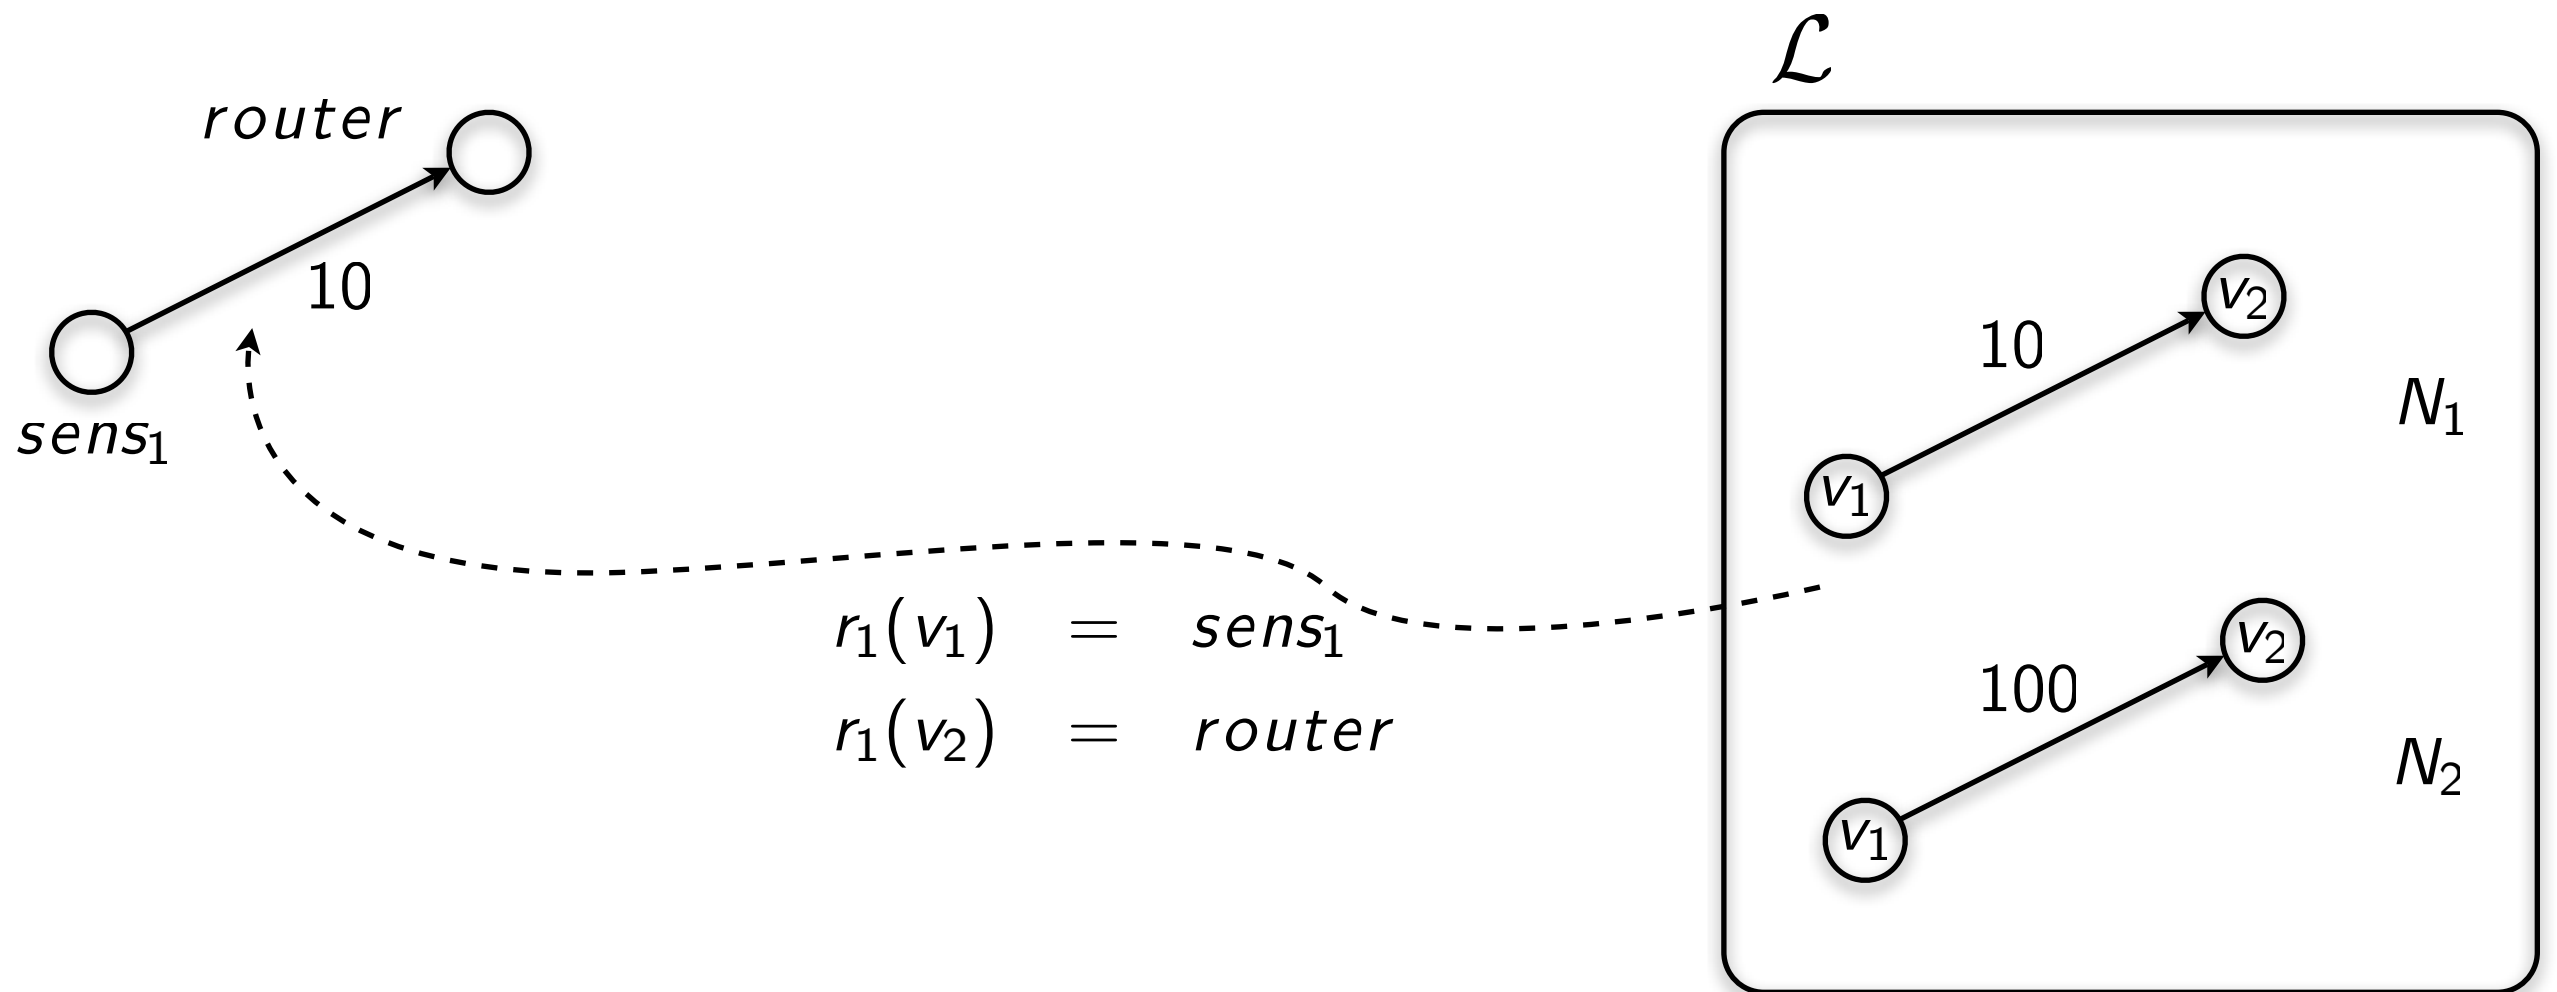 ℒ
router
10
sens₁
v₂
10
N₁
v₁
r₁(v₁) = sens₁
r₁(v₂) = router
v₂
100
N₂
v₁